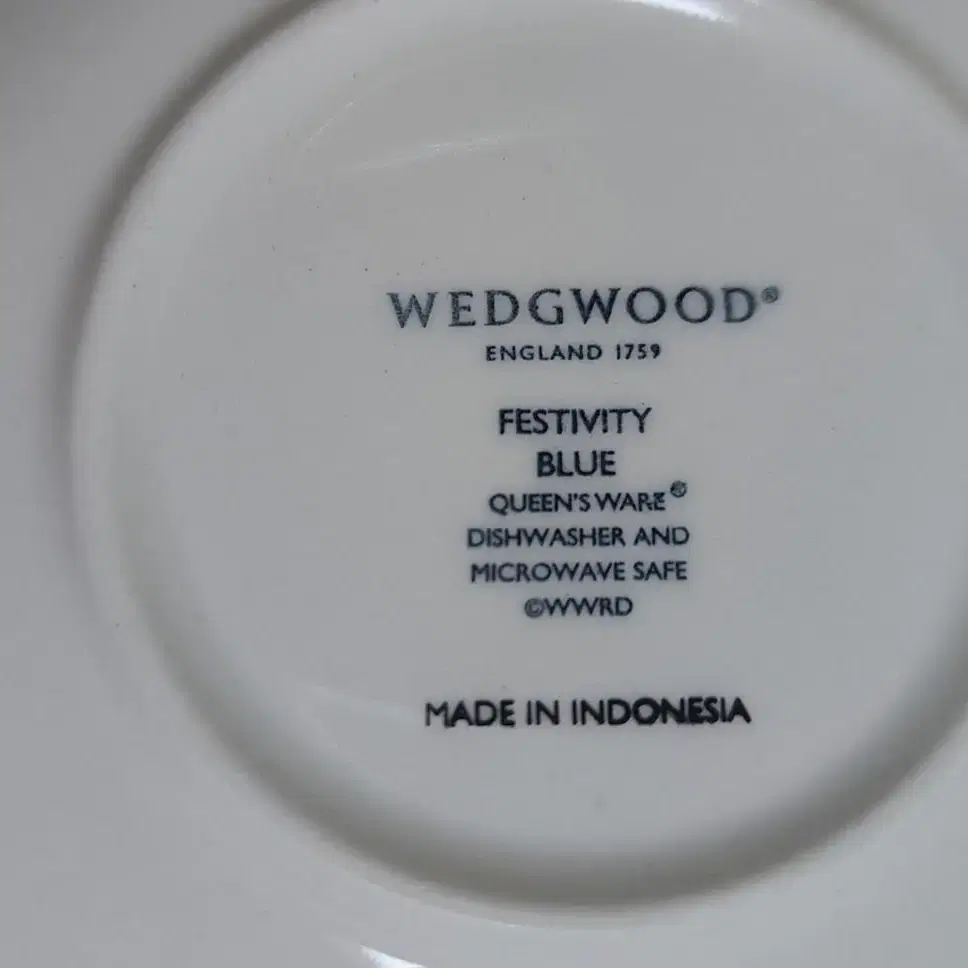 WEDGWOOD®
ENGLAND 1759
FESTIVITY
BLUE
QUEEN'S WARE®
DISHWASHER AND
MICROWAVE SAFE
©WWRD
MADE IN INDONESIA